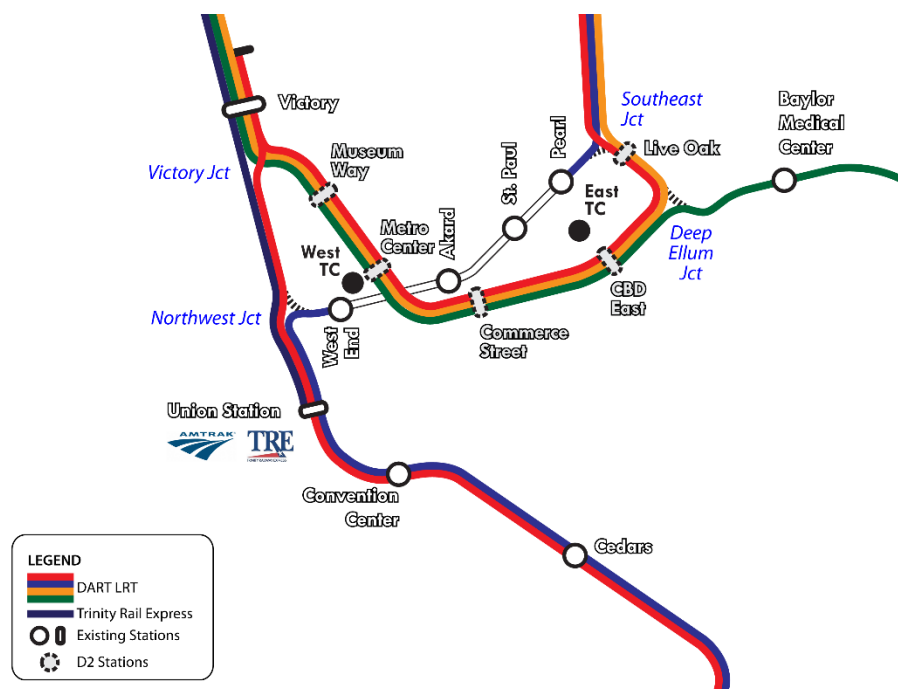 Victory
Southeast
Jct
Baylor
Medical
Center
Pearl
Live Oak
Museum
Way
Victory Jct
St. Paul
East
TC
Metro
Center
Akard
West
TC
Deep
Ellum
Jct
CBD
East
Northwest Jct
West
End
Commerce
Street
Union Station
AMTRAK
TRE
Convention
Center
Cedars
LEGEND
DART LRT
Trinity Rail Express
Existing Stations
D2 Stations